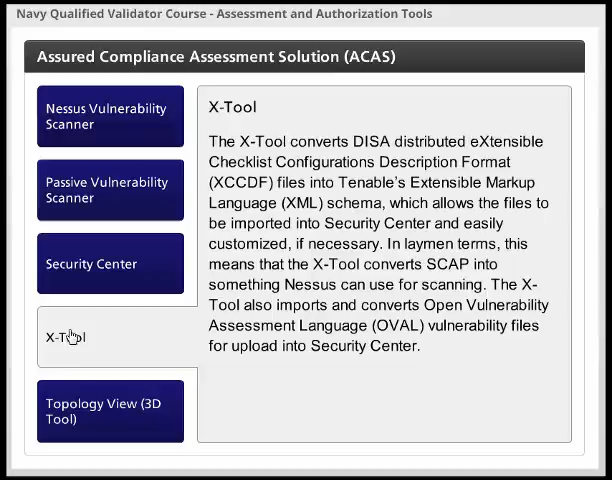 Navy Qualified Validator Course - Assessment and Authorization Tools
Assured Compliance Assessment Solution (ACAS)
Nessus Vulnerability
Scanner
Passive Vulnerability
Scanner
Security Center
X-Tool
Topology View (3D
Tool)
X-Tool
The X-Tool converts DISA distributed eXtensible
Checklist Configurations Description Format
(XCCDF) files into Tenable's Extensible Markup
Language (XML) schema, which allows the files to
be imported into Security Center and easily
customized, if necessary. In laymen terms, this
means that the X-Tool converts SCAP into
something Nessus can use for scanning. The X-
Tool also imports and converts Open Vulnerability
Assessment Language (OVAL) vulnerability files
for upload into Security Center.